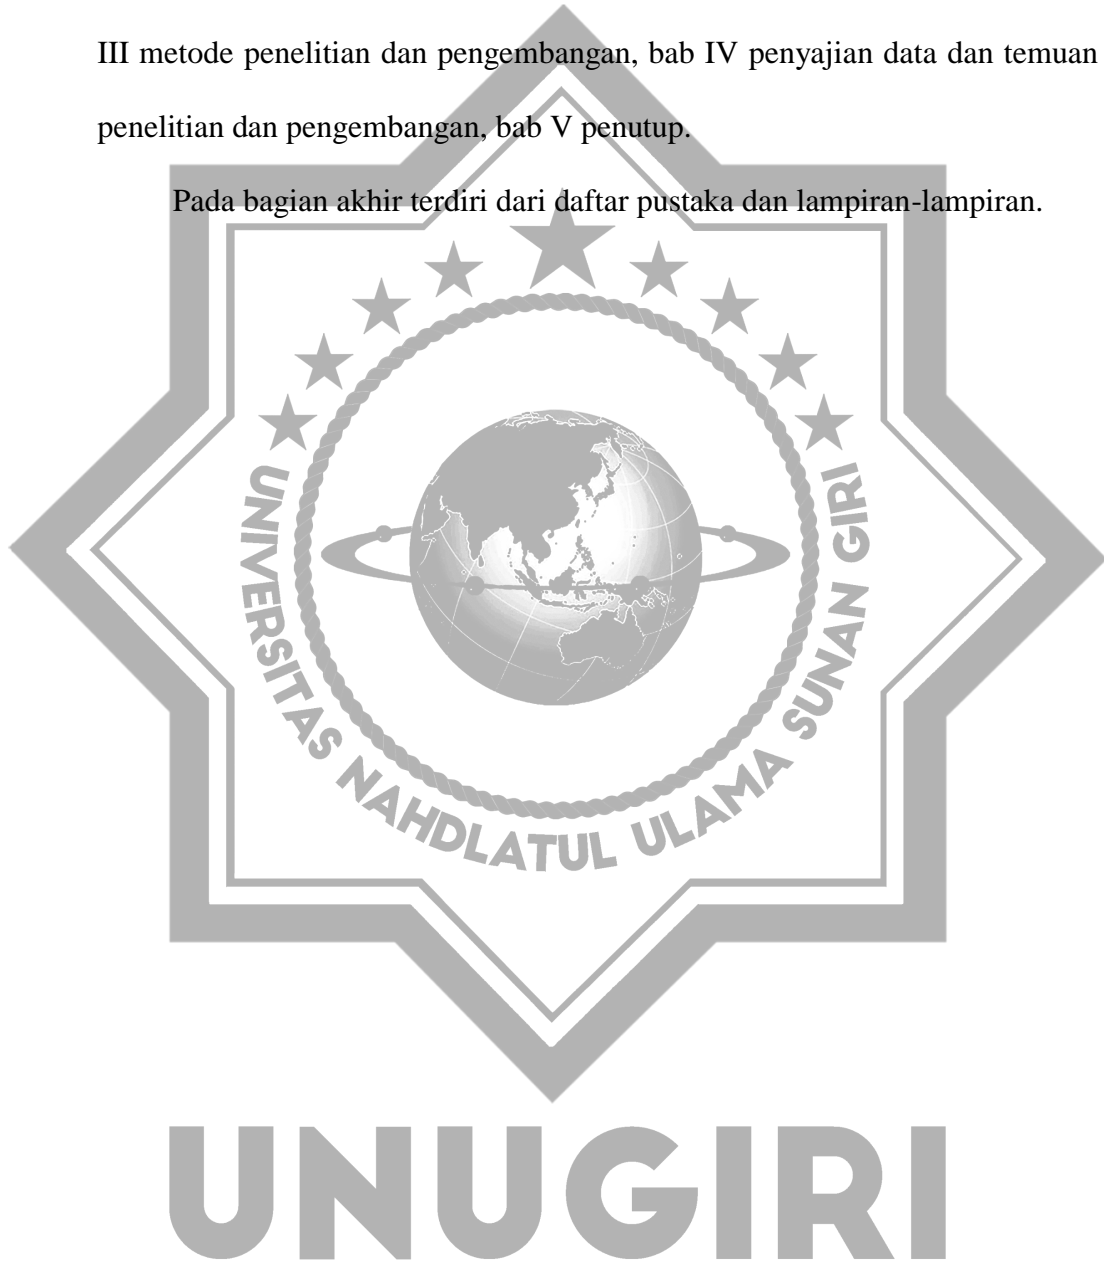 III metode penelitian dan pengembangan, bab IV penyajian data dan temuan
penelitian dan pengembangan, bab V penutup.
Pada bagian akhir terdiri dari daftar pustaka dan lampiran-lampiran.
UNIVERSITAS NAHDLATUL ULAMA SUNAN GIRI
UNUGIRI